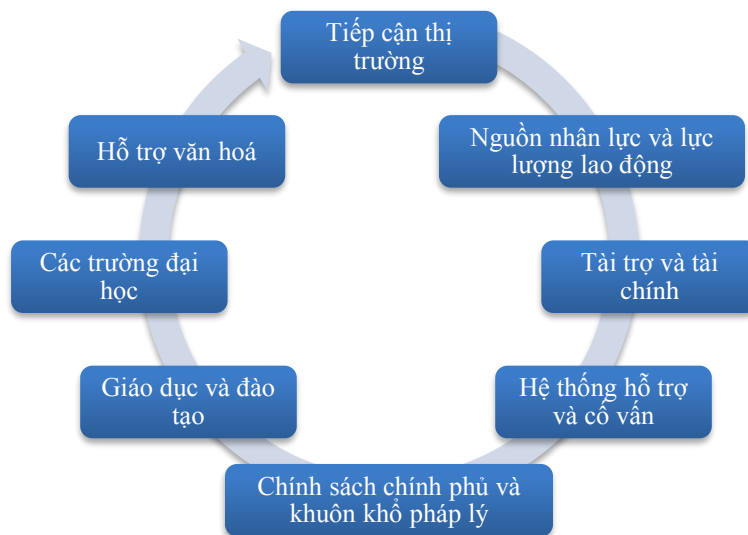 Tiếp cận thị
trường
Nguồn nhân lực và lực
lượng lao động
Tài trợ và tài
chính
Hệ thống hỗ trợ
và cố vấn
Chính sách chính phủ và
khuôn khổ pháp lý
Giáo dục và đào
tạo
Các trường đại
học
Hỗ trợ văn hoá